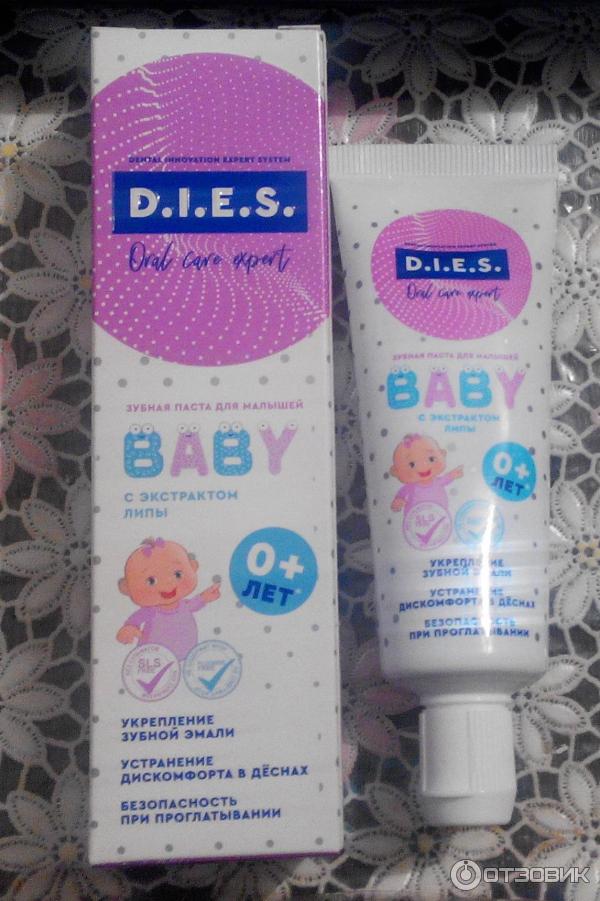 DENTAL INNOVATION EXPERT SYSTEM
D.I.E.S.
Oral care expert
ЗУБНАЯ ПАСТА ДЛЯ МАЛЫШЕЙ
BABY
С ЭКСТРАКТОМ
ЛИПЫ
0+
ЛЕТ
SLS
УКРЕПЛЕНИЕ
ЗУБНОЙ ЭМАЛИ
УСТРАНЕНИЕ
ДИСКОМФОРТА В ДЁСНАХ
БЕЗОПАСНОСТЬ
ПРИ ПРОГЛАТЫВАНИИ
D.I.E.S.
Oral care expert
ЗУБНАЯ ПАСТА ДЛЯ МАЛЫШЕЙ
BABY
С ЭКСТРАКТОМ
ЛИПЫ
0+
ЛЕТ
SLS
УКРЕПЛЕНИЕ
ЗУБНОЙ ЭМАЛИ
УСТРАНЕНИЕ
ДИСКОМФОРТА В ДЁСНАХ
БЕЗОПАСНОСТЬ
ПРИ ПРОГЛАТЫВАНИИ
ОТЗОВИК